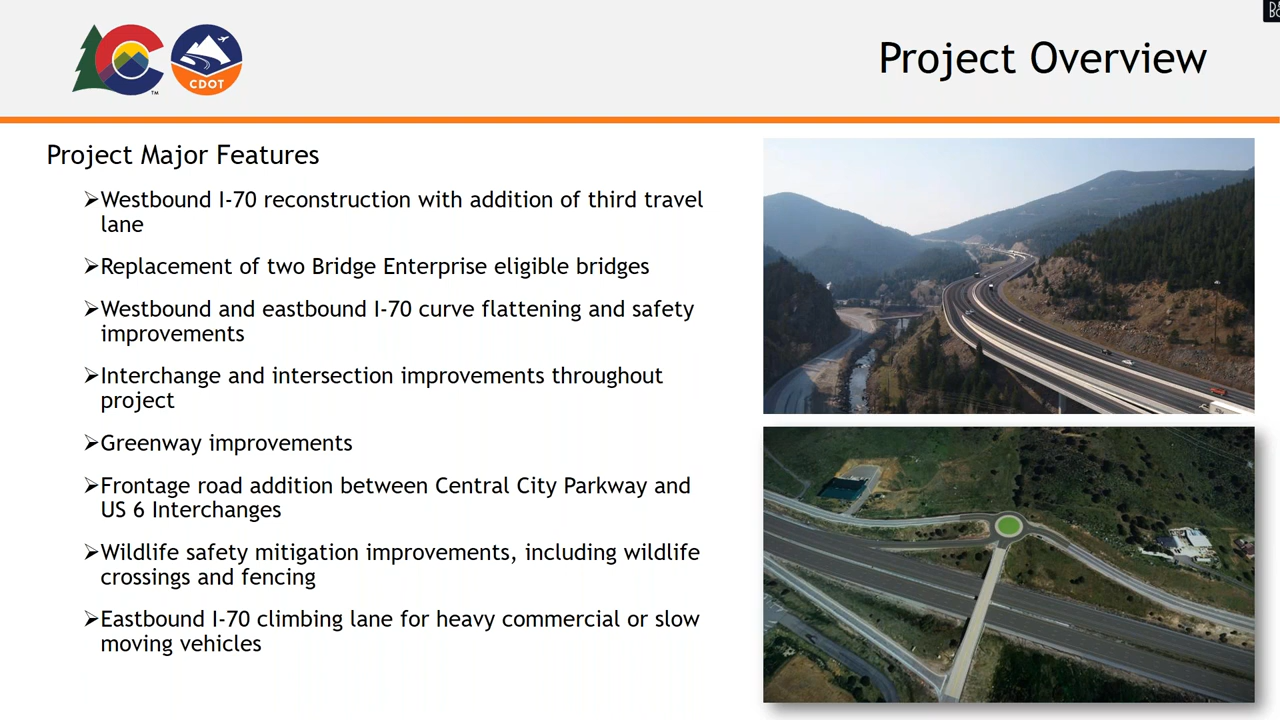 CDOT
TM
Project Overview
Project Major Features
➢Westbound I-70 reconstruction with addition of third travel
lane
➢Replacement of two Bridge Enterprise eligible bridges
➢Westbound and eastbound I-70 curve flattening and safety
improvements
➢Interchange and intersection improvements throughout
project
➢Greenway improvements
➢Frontage road addition between Central City Parkway and
US 6 Interchanges
➢Wildlife safety mitigation improvements, including wildlife
crossings and fencing
➢Eastbound I-70 climbing lane for heavy commercial or slow
moving vehicles